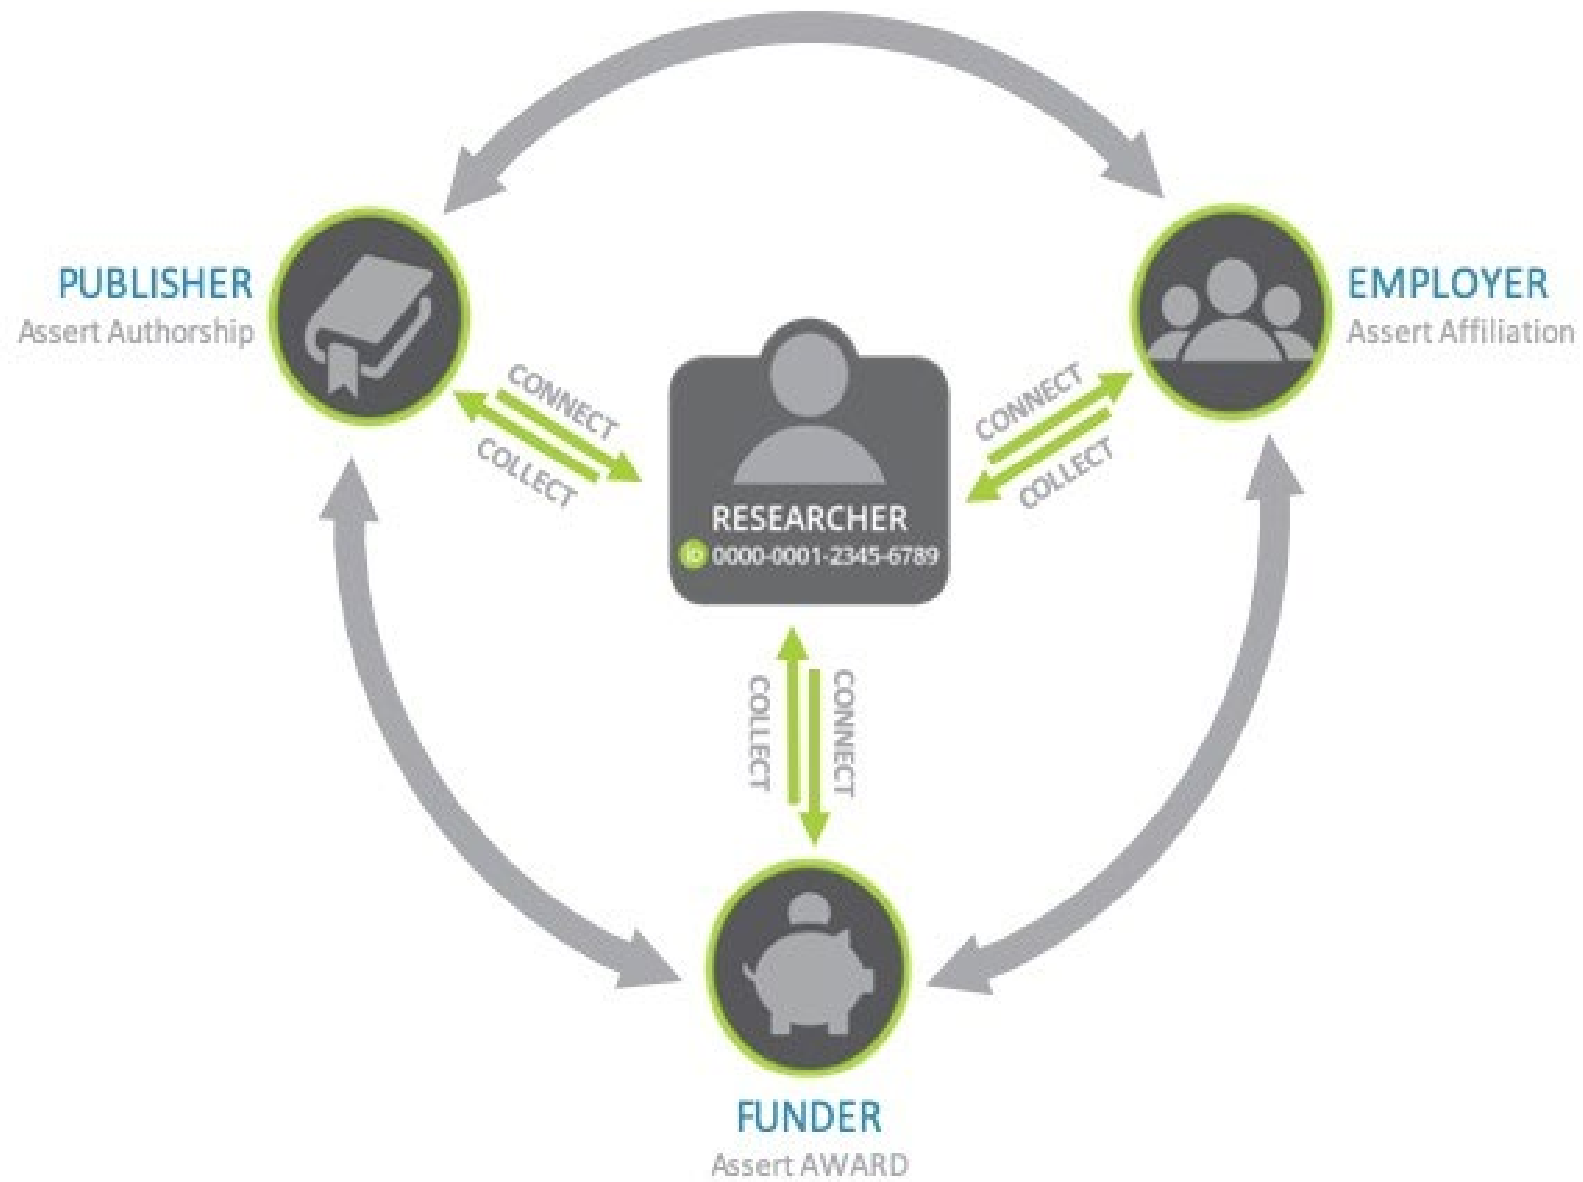 PUBLISHER
Assert Authorship
EMPLOYER
Assert Affiliation
CONNECT
COLLECT
CONNECT
COLLECT
RESEARCHER
iD 0000-0001-2345-6789
COLLECT
CONNECT
FUNDER
Assert AWARD